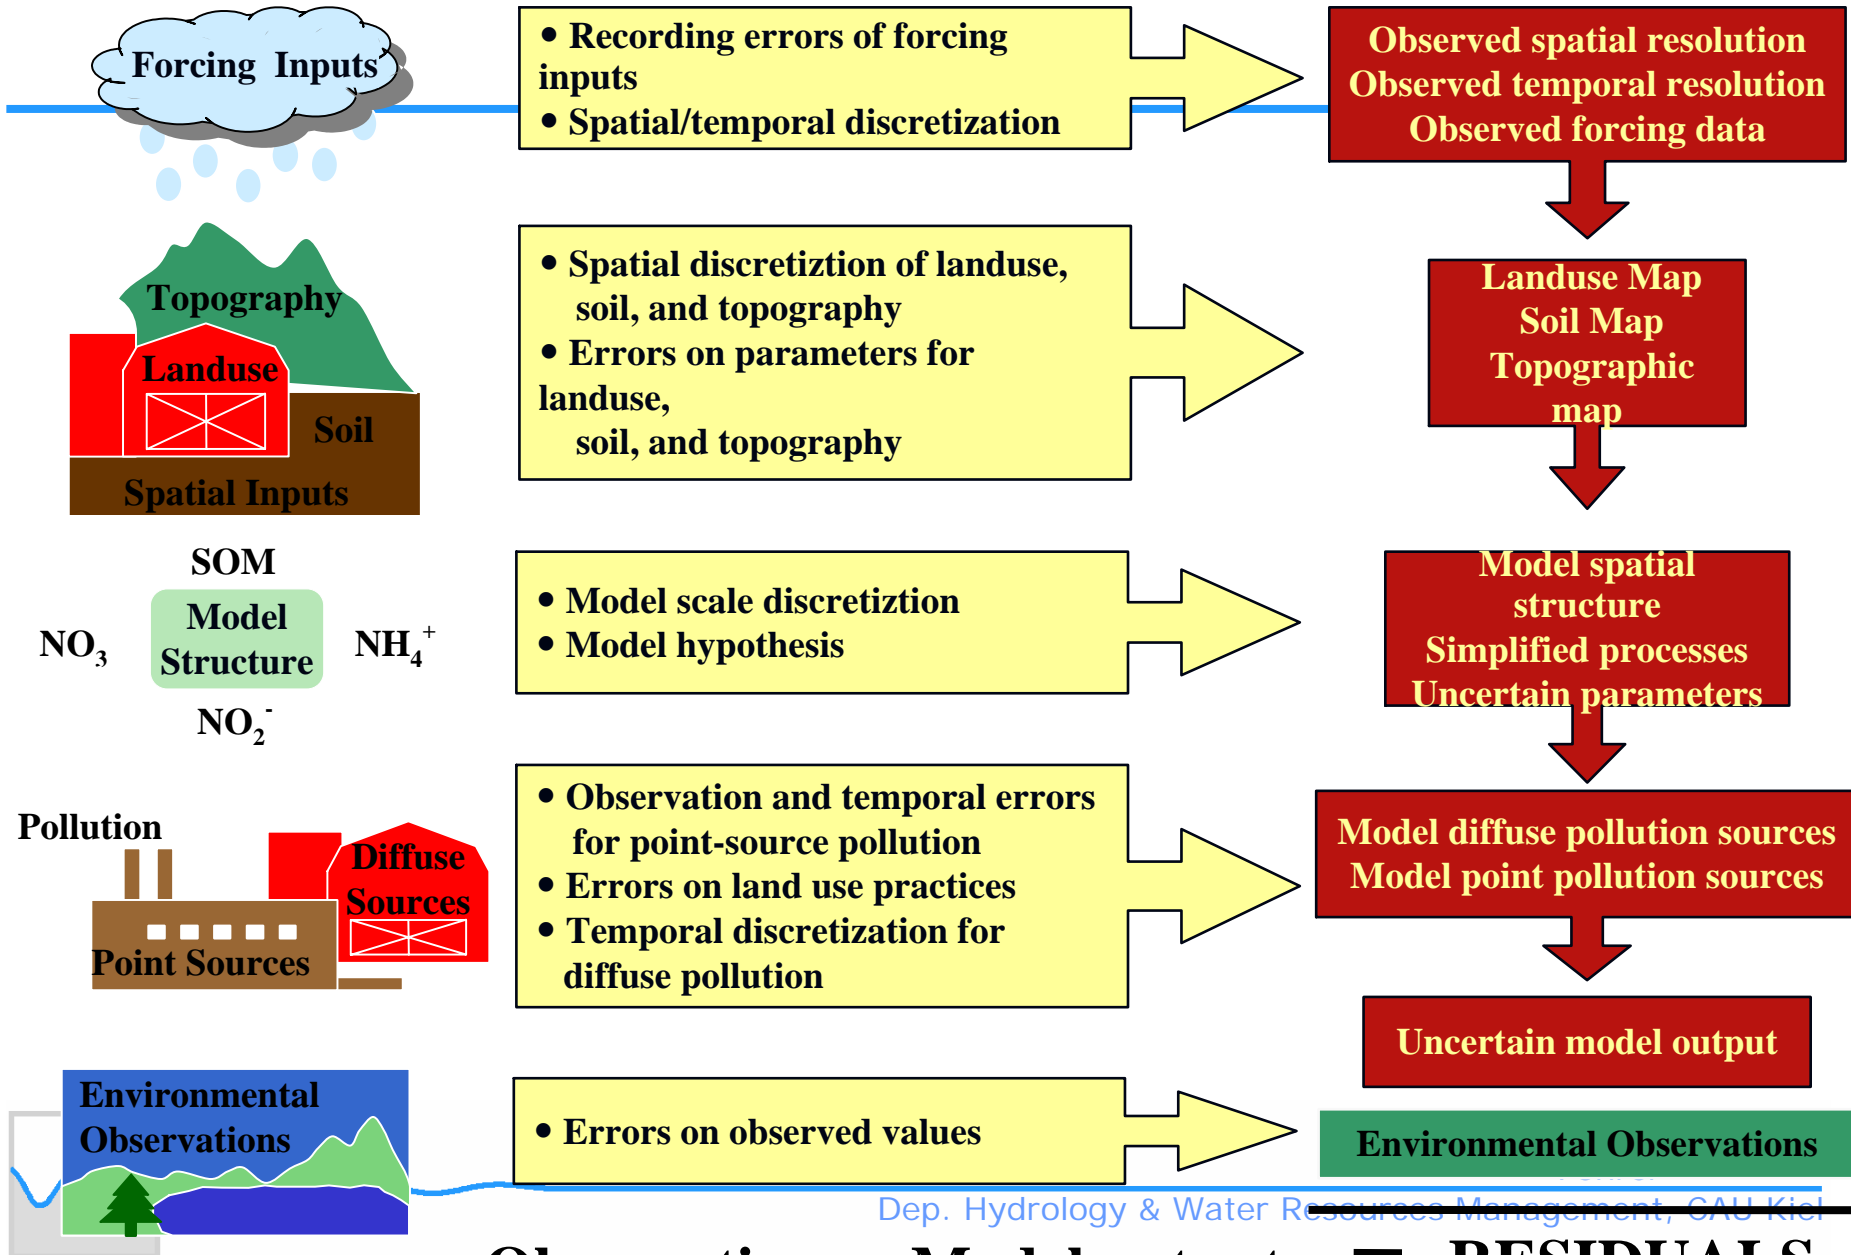 Forcing Inputs
• Recording errors of forcing
inputs
• Spatial/temporal discretization
Observed spatial resolution
Observed temporal resolution
Observed forcing data
Topography
Landuse
Soil
Spatial Inputs
• Spatial discretiztion of landuse,
soil, and topography
• Errors on parameters for
landuse,
soil, and topography
Landuse Map
Soil Map
Topographic
map
SOM
NO3
Model
Structure
NH4+
NO2-
• Model scale discretiztion
• Model hypothesis
Model spatial
structure
Simplified processes
Uncertain parameters
Pollution
Diffuse
Sources
Point Sources
• Observation and temporal errors
for point-source pollution
• Errors on land use practices
• Temporal discretization for
diffuse pollution
Model diffuse pollution sources
Model point pollution sources
Uncertain model output
Environmental
Observations
• Errors on observed values
Environmental Observations
Dep. Hydrology & Water Resources Management, CAU Kiel
RESIDUALS